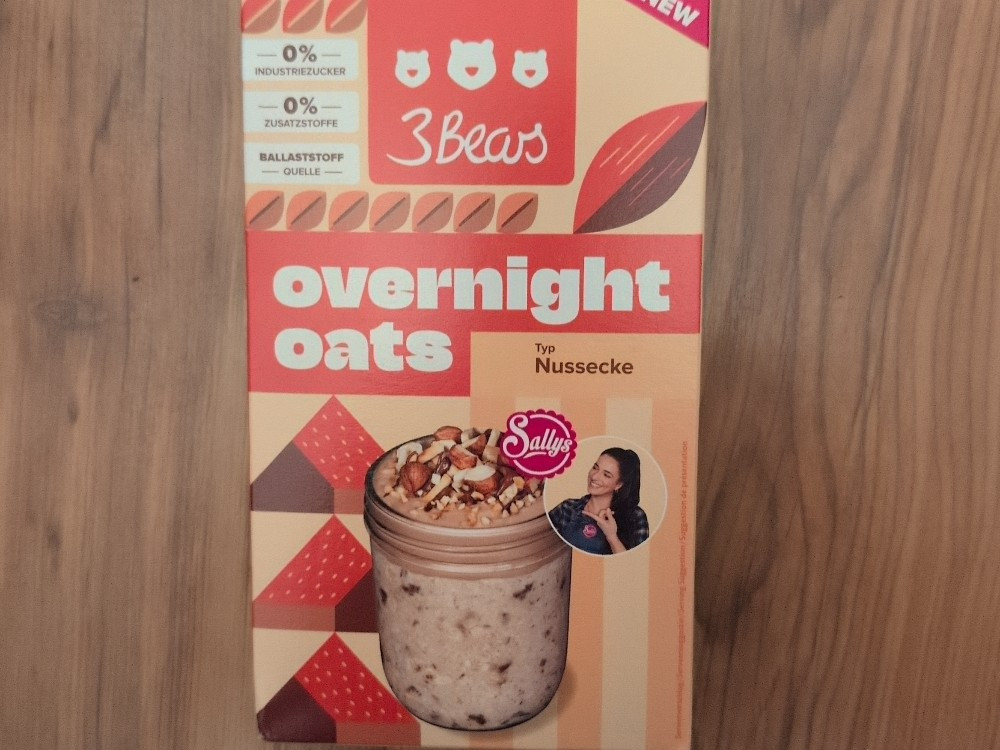 NEW
0%
INDUSTRIEZUCKER
0%
ZUSATZSTOFFE
BALLASTSTOFF
QUELLE
3Bears
overnight
oats
Typ
Nussecke
Sallys